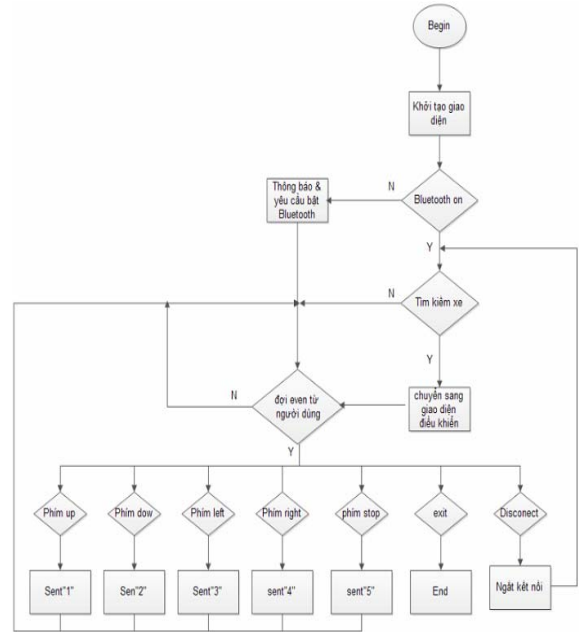 Begin
Khởi tạo giao
diện
Bluetooth on
N
Thông báo &
yêu cầu bật
Bluetooth
Y
Tìm kiếm xe
N
Y
chuyển sang
giao diện
điều khiển
đợi even từ
người dùng
N
Y
Phím up
Phím dow
Phím left
Phím right
phím stop
exit
Disconect
Sent"1"
Sen"2"
Sent"3"
sent"4"
sent"5"
End
Ngắt kết nối